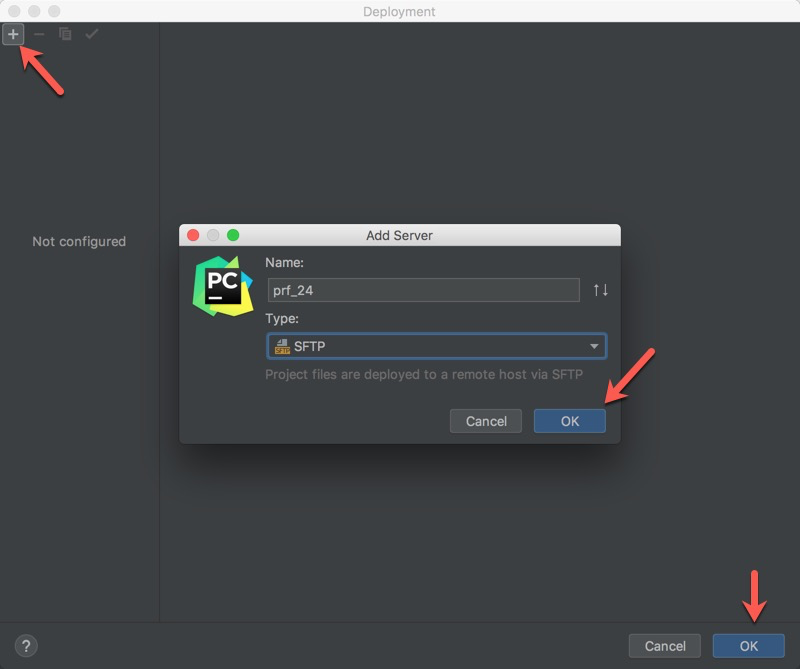 Deployment
Not configured
Add Server
PC
Name:
prf_24
Type:
SFTP
SFTP
Project files are deployed to a remote host via SFTP
Cancel
OK
?
Cancel
OK